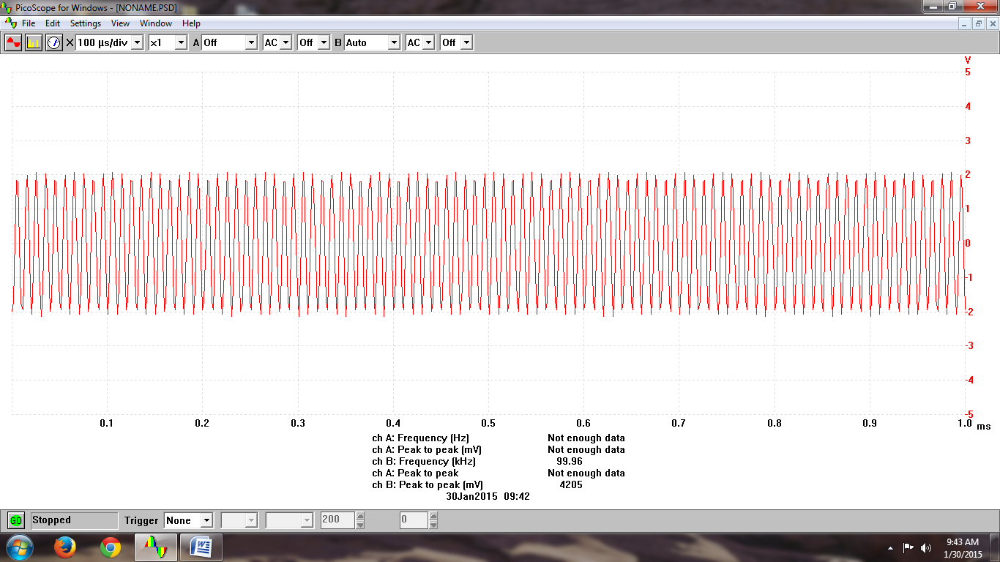 PicoScope for Windows - [NONAME.PSD]
File Edit Settings View Window Help
X 100 µs/div x1 A Off AC Off B Auto AC Off
V
5
4
3
2
1
0
-1
-2
-3
-4
-5
0.1 0.2 0.3 0.4 0.5 0.6 0.7 0.8 0.9 1.0 ms
ch A: Frequency (Hz) Not enough data
ch A: Peak to peak (mV) Not enough data
ch B: Frequency (kHz) 99.96
ch A: Peak to peak Not enough data
ch B: Peak to peak (mV) 4205
30Jan2015 09:42
GO Stopped Trigger None 200 0
9:43 AM
1/30/2015